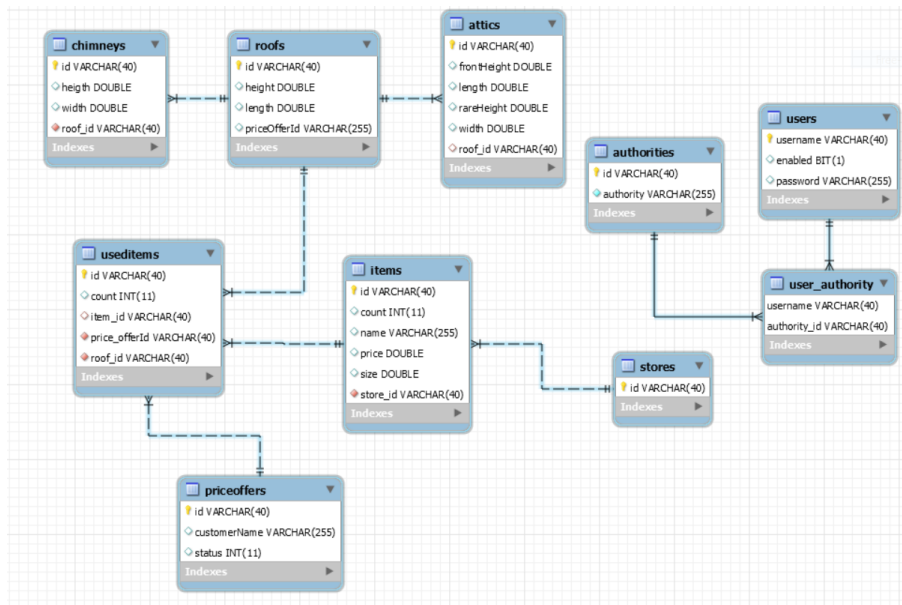 chimneys
id VARCHAR(40)
heigth DOUBLE
width DOUBLE
roof_id VARCHAR(40)
Indexes
roofs
id VARCHAR(40)
height DOUBLE
length DOUBLE
priceOfferId VARCHAR(255)
Indexes
attics
id VARCHAR(40)
frontHeight DOUBLE
length DOUBLE
rareHeight DOUBLE
width DOUBLE
roof_id VARCHAR(40)
Indexes
authorities
id VARCHAR(40)
authority VARCHAR(255)
Indexes
users
username VARCHAR(40)
enabled BIT(1)
password VARCHAR(255)
Indexes
useditems
id VARCHAR(40)
count INT(11)
item_id VARCHAR(40)
price_offerId VARCHAR(40)
roof_id VARCHAR(40)
Indexes
items
id VARCHAR(40)
count INT(11)
name VARCHAR(255)
price DOUBLE
size DOUBLE
store_id VARCHAR(40)
Indexes
user_authority
username VARCHAR(40)
authority_id VARCHAR(40)
Indexes
stores
id VARCHAR(40)
Indexes
priceoffers
id VARCHAR(40)
customerName VARCHAR(255)
status INT(11)
Indexes